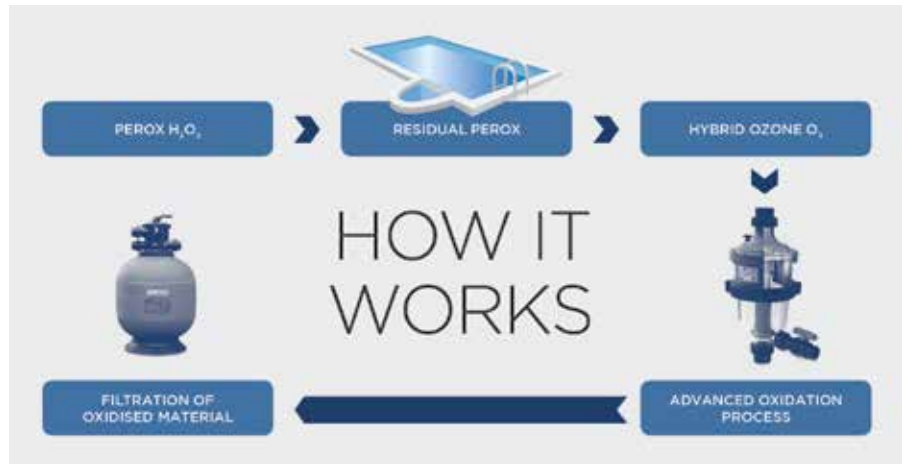 PEROX H₂O₂
RESIDUAL PEROX
HYBRID OZONE O₃
HOW IT
WORKS
FILTRATION OF
OXIDISED MATERIAL
ADVANCED OXIDATION
PROCESS